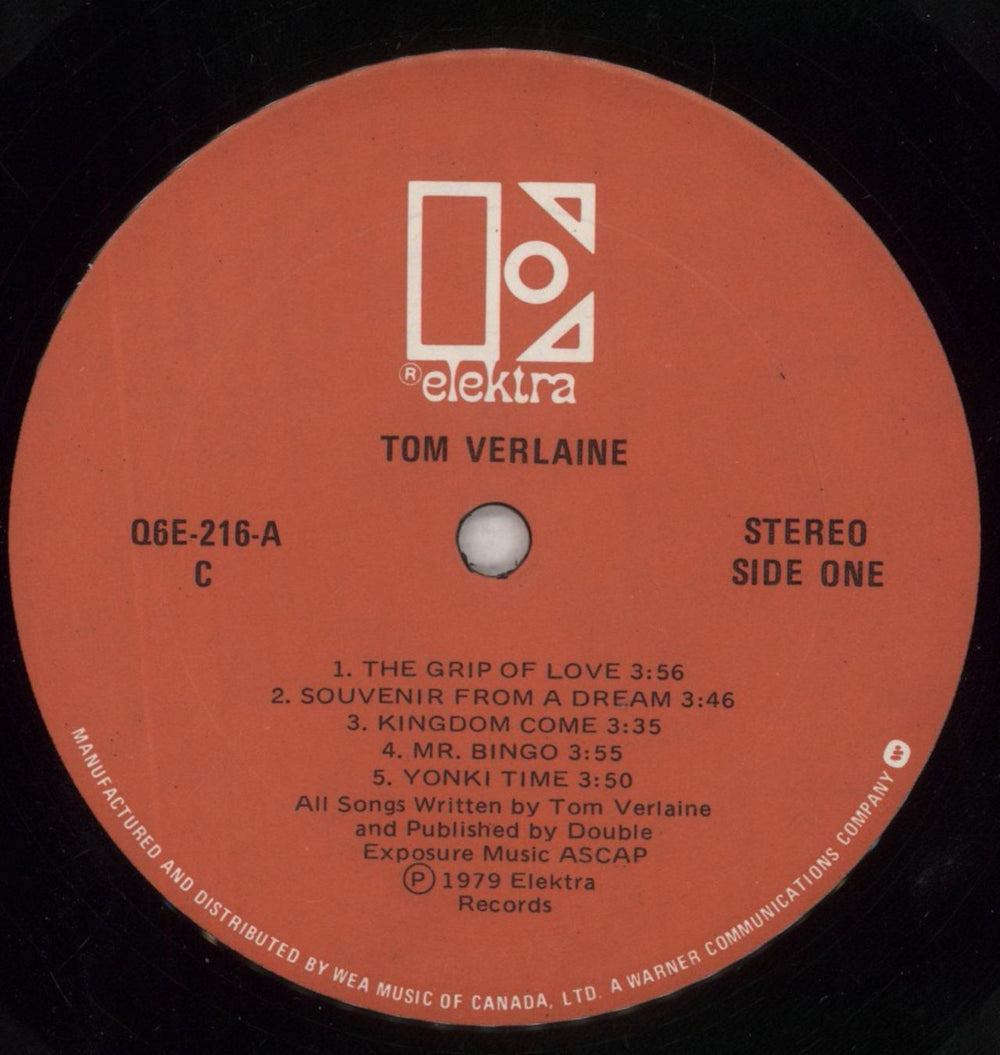 ® elektra
TOM VERLAINE
Q6E-216-A
C
STEREO
SIDE ONE
1. THE GRIP OF LOVE 3:56
2. SOUVENIR FROM A DREAM 3:46
3. KINGDOM COME 3:35
4. MR. BINGO 3:55
5. YONKI TIME 3:50
All Songs Written by Tom Verlaine
and Published by Double
Exposure Music ASCAP
Ⓟ 1979 Elektra
Records
MANUFACTURED AND DISTRIBUTED BY WEA MUSIC OF CANADA, LTD. A WARNER COMMUNICATIONS COMPANY